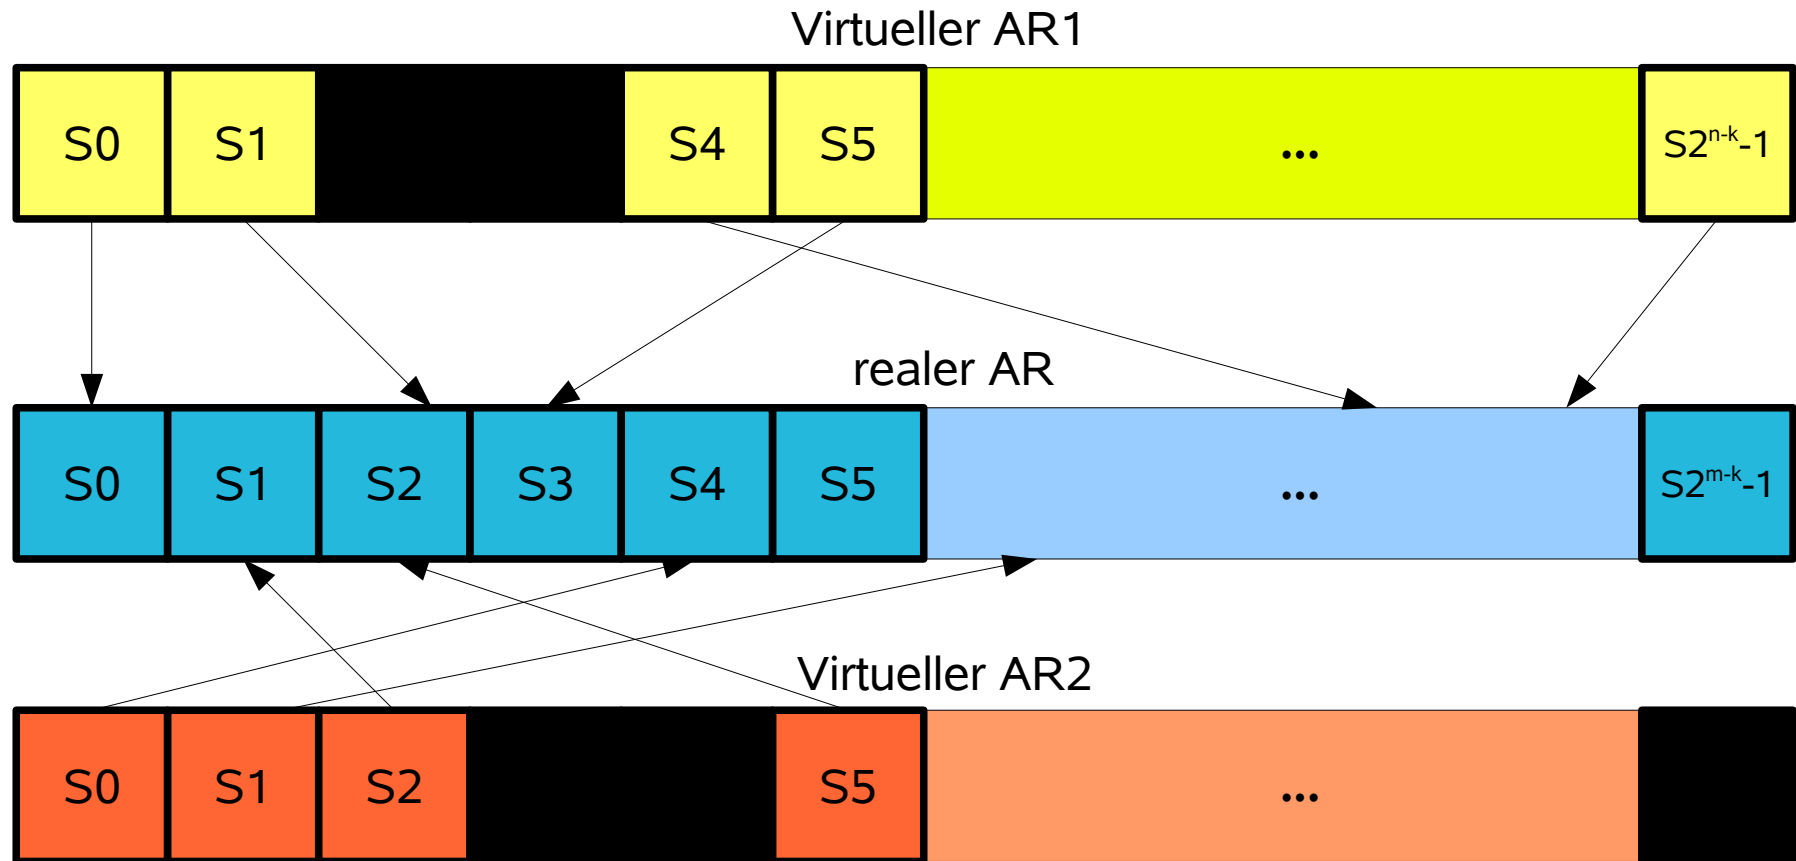 Virtueller AR1
S0 S1 S4 S5 ... S2ⁿ⁻ᵏ-1
realer AR
S0 S1 S2 S3 S4 S5 ... S2ᵐ⁻ᵏ-1
Virtueller AR2
S0 S1 S2 S5 ...